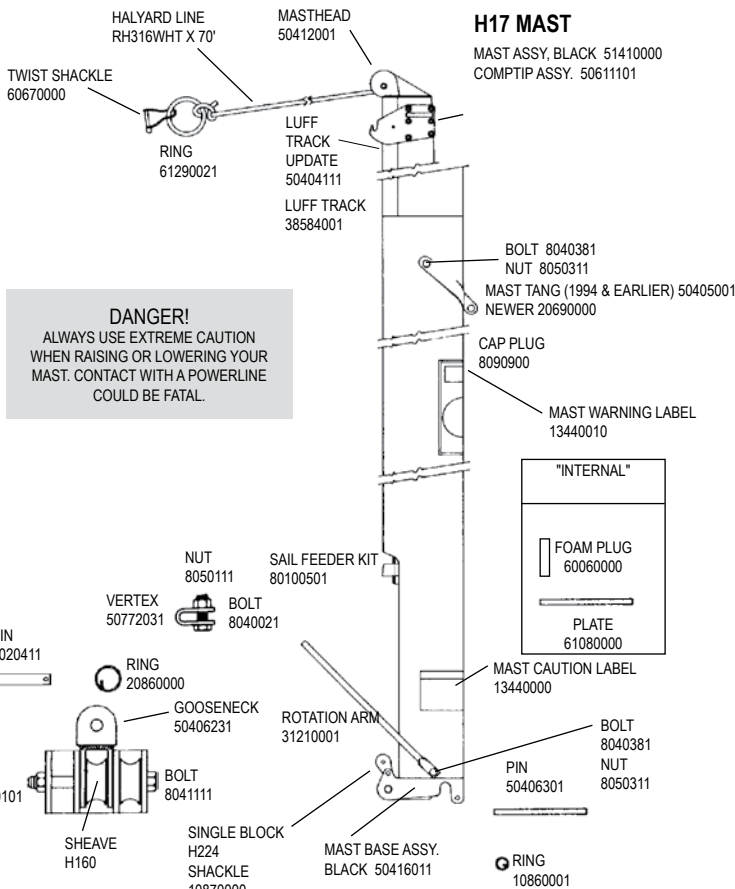 H17 MAST
MAST ASSY, BLACK 51410000
COMPTIP ASSY. 50611101
HALYARD LINE
RH316WHT X 70'
MASTHEAD
50412001
TWIST SHACKLE
60670000
RING
61290021
LUFF
TRACK
UPDATE
50404111
LUFF TRACK
38584001
BOLT 8040381
NUT 8050311
MAST TANG (1994 & EARLIER) 50405001
NEWER 20690000
DANGER!
ALWAYS USE EXTREME CAUTION
WHEN RAISING OR LOWERING YOUR
MAST. CONTACT WITH A POWERLINE
COULD BE FATAL.
CAP PLUG
8090900
MAST WARNING LABEL
13440010
"INTERNAL"
FOAM PLUG
60060000
PLATE
61080000
NUT
8050111
SAIL FEEDER KIT
80100501
VERTEX
50772031
BOLT
8040021
IN
020411
RING
20860000
GOOSENECK
50406231
MAST CAUTION LABEL
13440000
ROTATION ARM
31210001
BOLT
8040381
NUT
8050311
PIN
50406301
0101
BOLT
8041111
SHEAVE
H160
SINGLE BLOCK
H224
SHACKLE
MAST BASE ASSY.
BLACK 50416011
RING
10860001